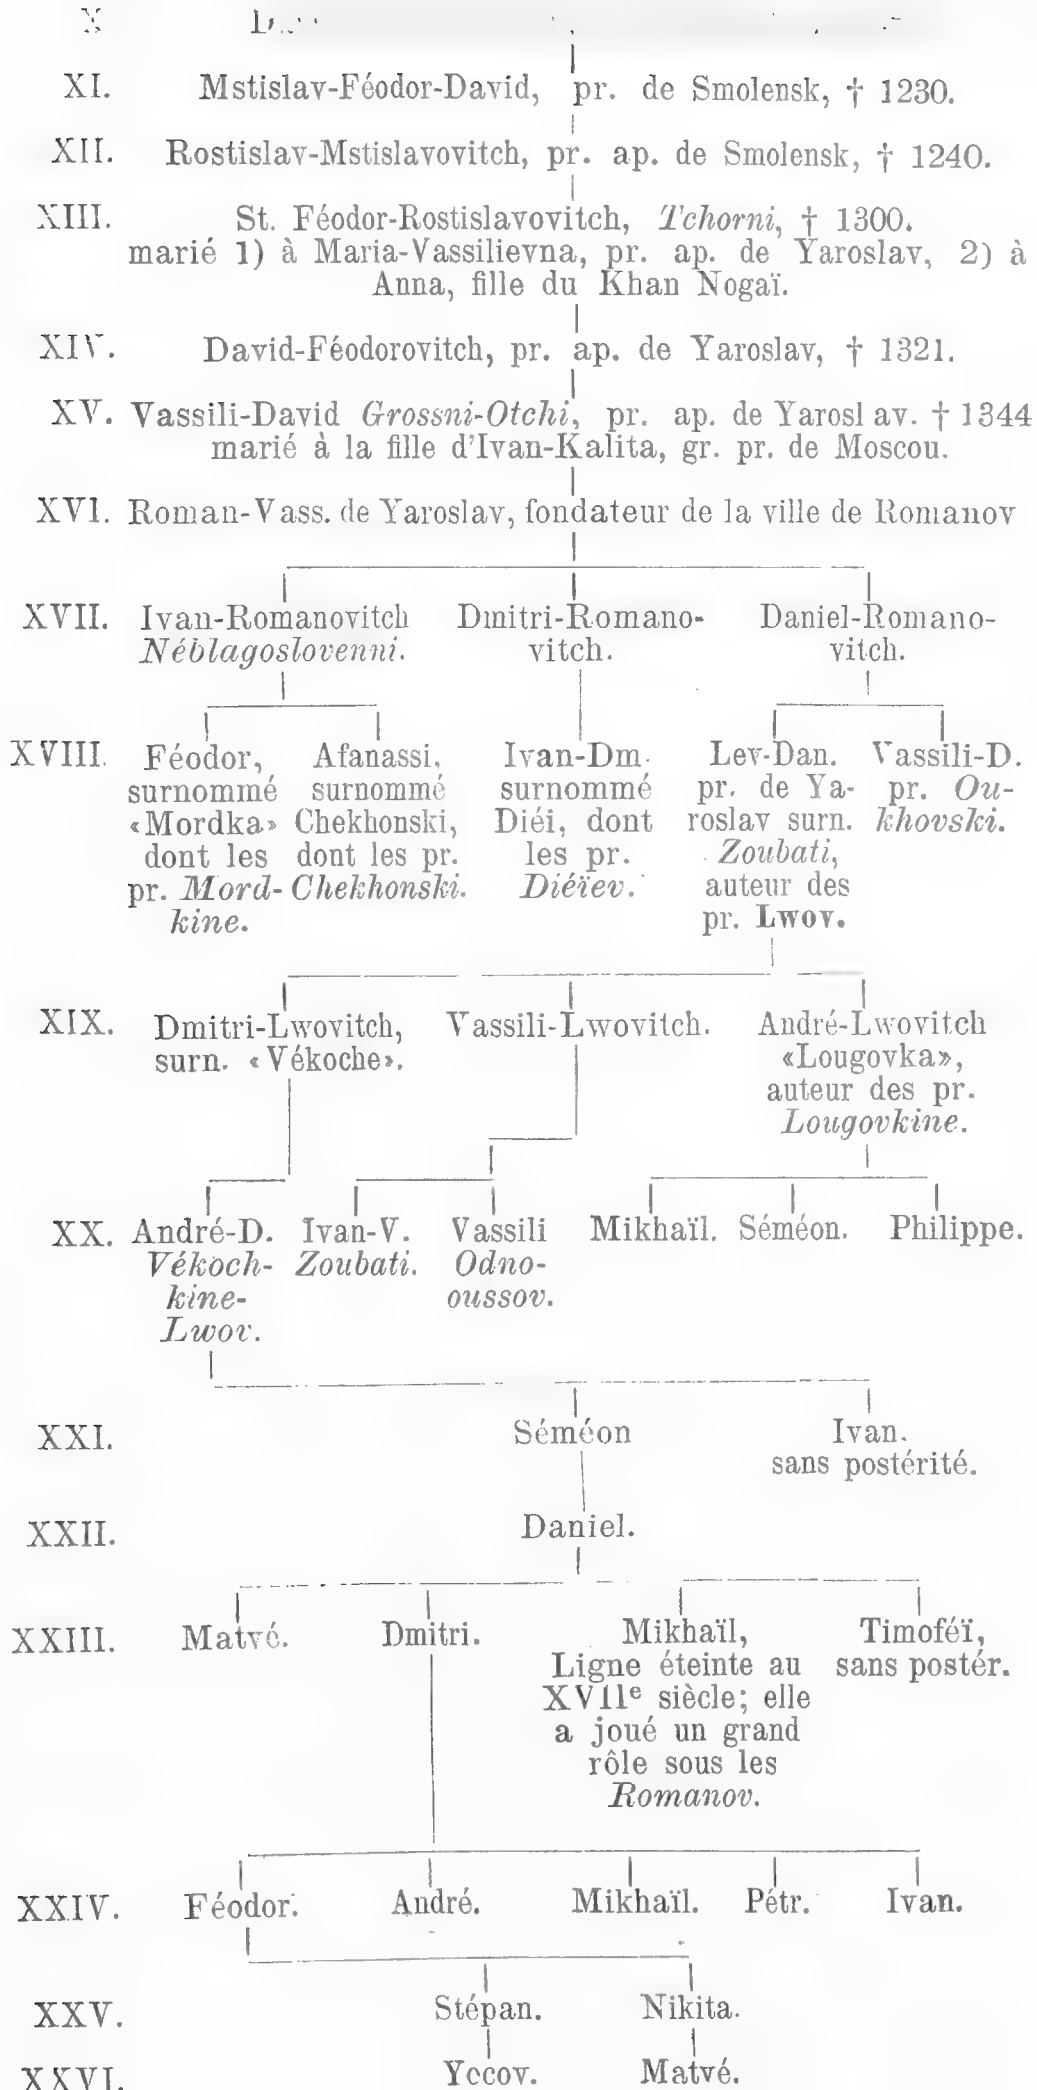 X
XI. Mstislav-Féodor-David, pr. de Smolensk, † 1230.
XII. Rostislav-Mstislavovitch, pr. ap. de Smolensk, † 1240.
XIII. St. Féodor-Rostislavovitch, Tchorni, † 1300.
marié 1) à Maria-Vassilievna, pr. ap. de Yaroslav, 2) à
Anna, fille du Khan Nogaï.
XIV. David-Féodorovitch, pr. ap. de Yaroslav, † 1321.
XV. Vassili-David Grossni-Otchi, pr. ap. de Yarosl av. † 1344
marié à la fille d'Ivan-Kalita, gr. pr. de Moscou.
XVI. Roman-Vass. de Yaroslav, fondateur de la ville de Romanov
XVII. Ivan-Romanovitch
Néblagoslovenni.
Dmitri-Romano-
vitch.
Daniel-Romano-
vitch.
XVIII. Féodor,
surnommé
«Mordka»
dont les
pr. Mord-
kine.
Afanassi,
surnommé
Chekhonski,
dont les pr.
Chekhonski.
Ivan-Dm.
surnommé
Diéi, dont
les pr.
Diéïev.
Lev-Dan.
pr. de Ya-
roslav surn.
Zoubati,
auteur des
pr. Lwov.
Vassili-D.
pr. Ou-
khovski.
XIX. Dmitri-Lwovitch,
surn. «Vékoche».
Vassili-Lwovitch.
André-Lwovitch
«Lougovka»,
auteur des pr.
Lougovkine.
XX. André-D.
Vékoch-
kine-
Lwov.
Ivan-V.
Zoubati.
Vassili
Odno-
oussov.
Mikhaïl.
Séméon.
Philippe.
XXI. Séméon
Ivan.
sans postérité.
XXII. Daniel.
XXIII. Matvé.
Dmitri.
Mikhaïl,
Ligne éteinte au
XVIIe siècle; elle
a joué un grand
rôle sous les
Romanov.
Timoféï,
sans postér.
XXIV. Féodor.
André.
Mikhaïl.
Pétr.
Ivan.
XXV. Stépan.
Nikita.
XXVI. Yccov.
Matvé.